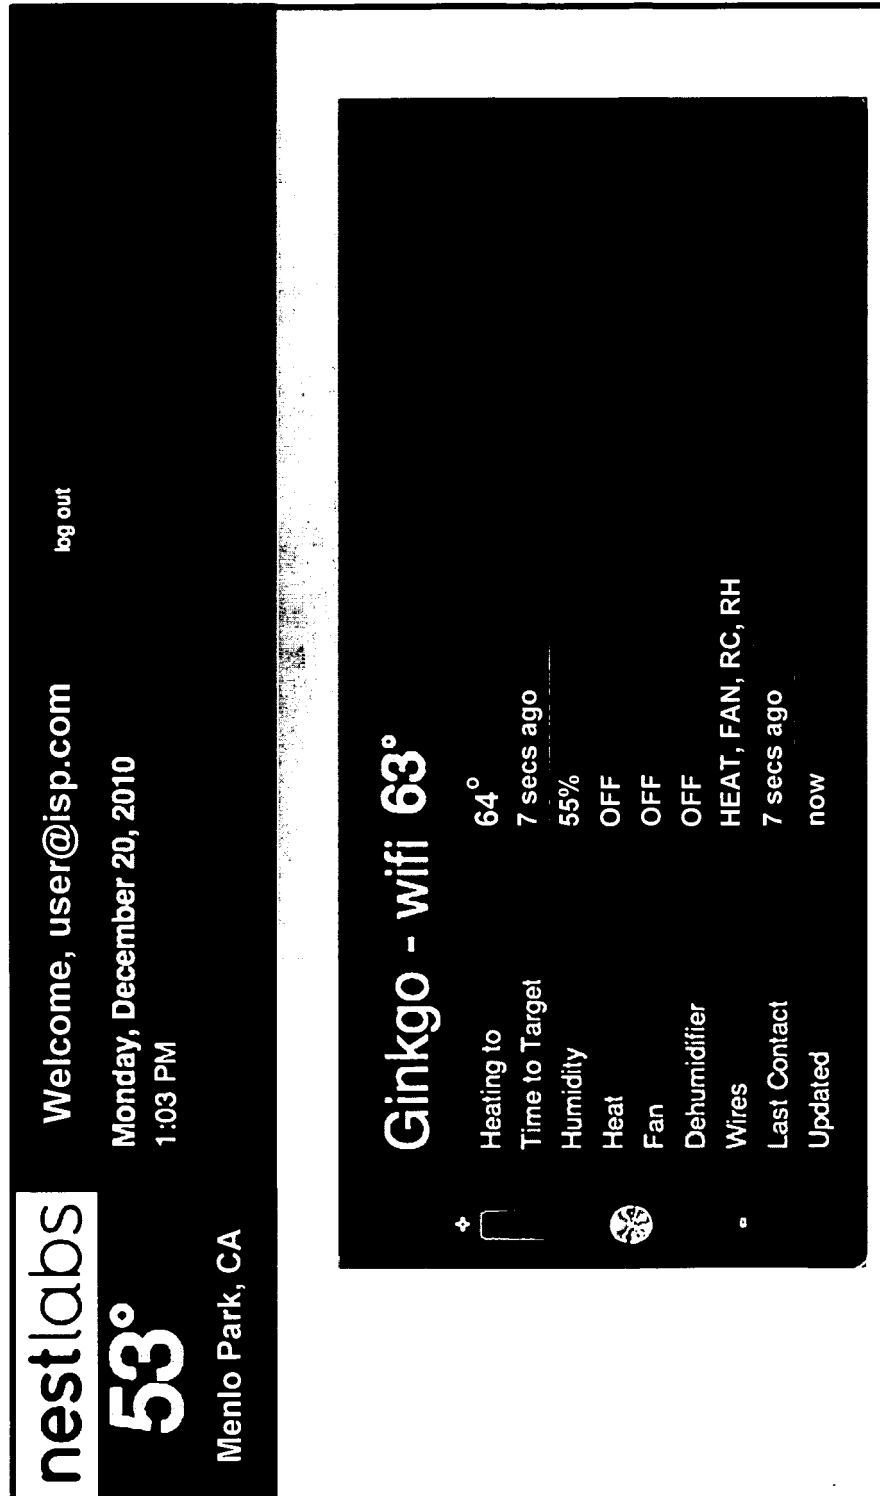 nestlabs
Welcome, user@isp.com
log out
53°
Monday, December 20, 2010
1:03 PM
Menlo Park, CA
Ginkgo - wifi 63°
Heating to 64°
Time to Target 7 secs ago
Humidity 55%
Heat OFF
Fan OFF
Dehumidifier OFF
Wires HEAT, FAN, RC, RH
Last Contact 7 secs ago
Updated now